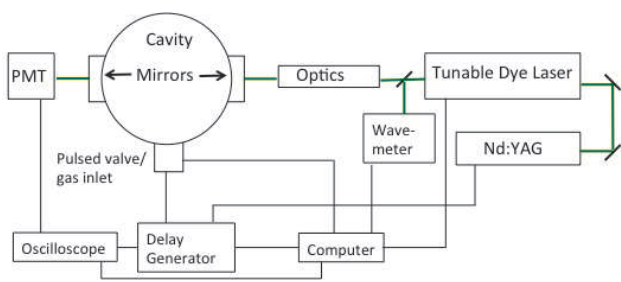 Cavity
PMT
Mirrors
Optics
Tunable Dye Laser
Wave-
meter
Nd:YAG
Pulsed valve/
gas inlet
Oscilloscope
Delay
Generator
Computer